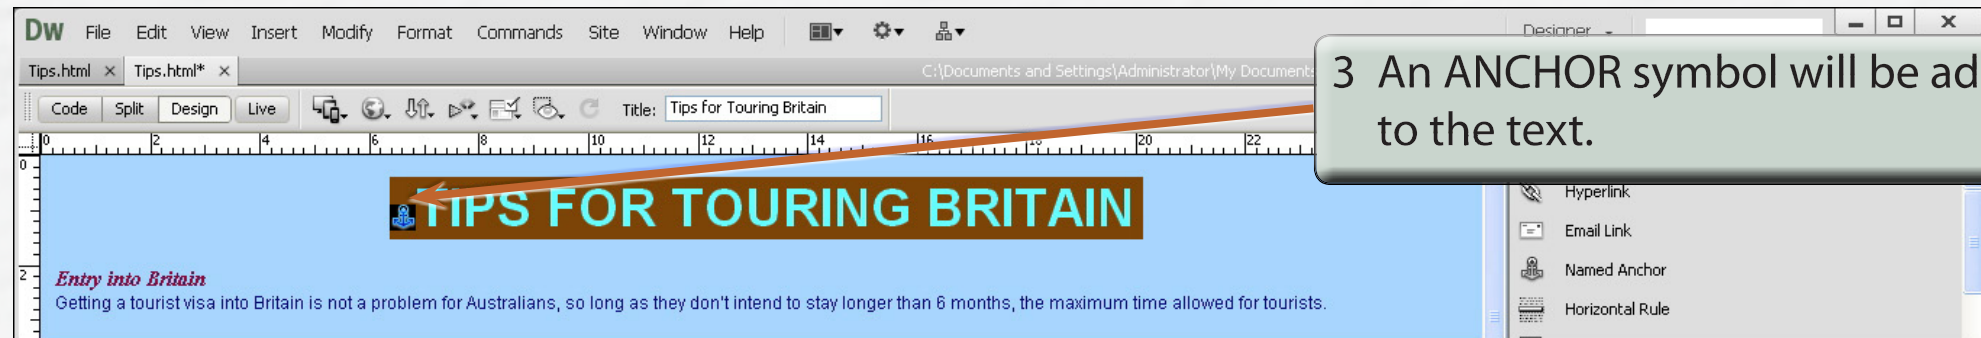 DW File Edit View Insert Modify Format Commands Site Window Help
Designer
Tips.html × Tips.html* ×
C:\Documents and Settings\Administrator\My Documents
Code Split Design Live Title: Tips for Touring Britain
3 An ANCHOR symbol will be ad
to the text.
0 2 4 6 8 10 12 14 16 18 20 22
0
TIPS FOR TOURING BRITAIN
2
Entry into Britain
Getting a tourist visa into Britain is not a problem for Australians, so long as they don't intend to stay longer than 6 months, the maximum time allowed for tourists.
Hyperlink
Email Link
Named Anchor
Horizontal Rule